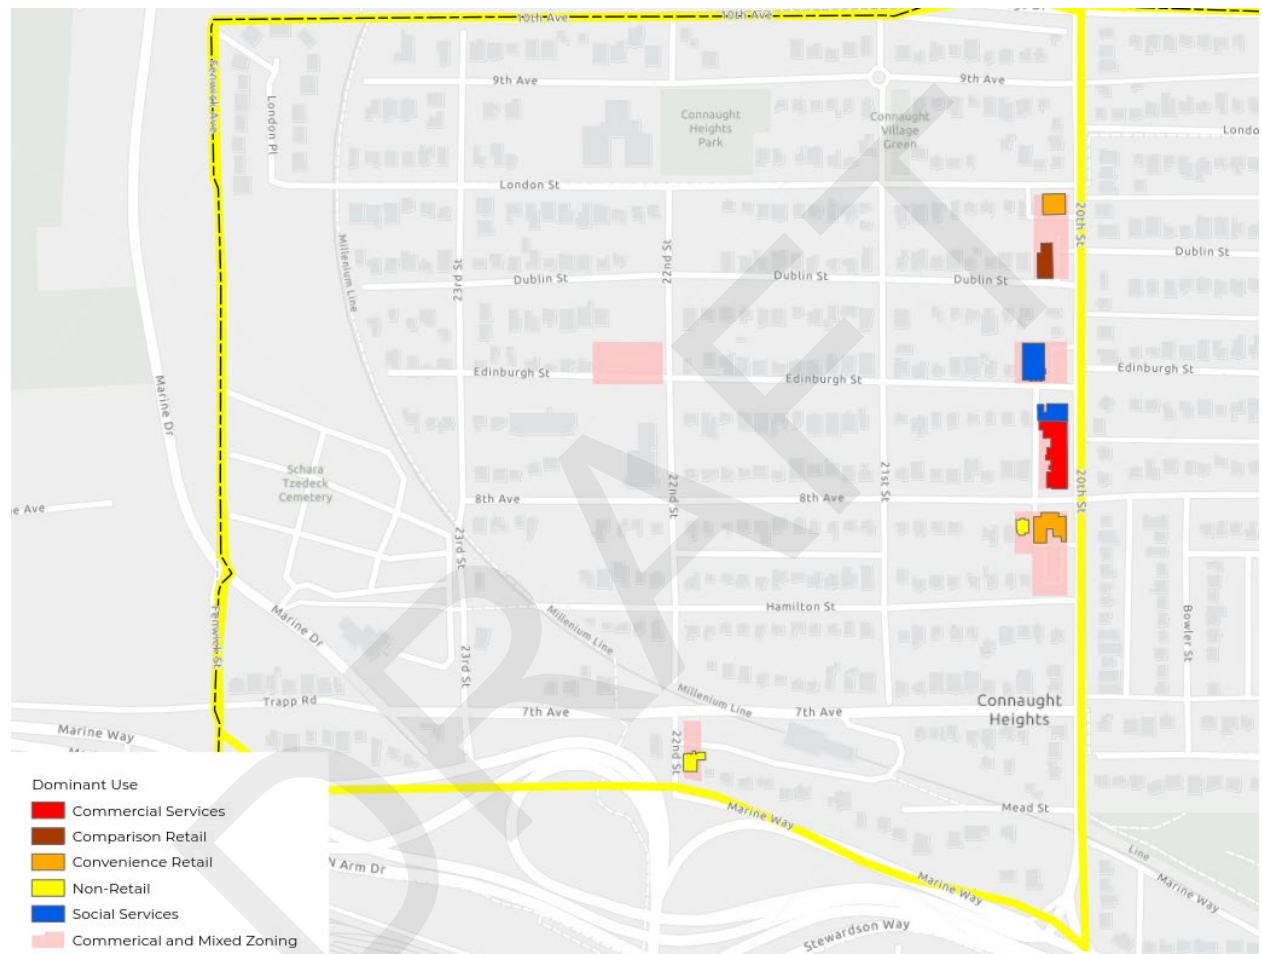 10th Ave
10th Ave
9th Ave
9th Ave
Fenwick Ave
London Pl
Connaught
Heights
Park
Connaught
Village
Green
Londo
London St
20th St
Millenium Line
23rd St
22nd St
Dublin St
Dublin St
Dublin St
Dublin St
Marine Dr
Edinburgh St
Edinburgh St
Edinburgh St
Schara
Tzedeck
Cemetery
22nd St
21st St
20th St
8th Ave
8th Ave
e Ave
23rd St
Hamilton St
Marine Dr
Fenwick St
Millenium Line
Bowler St
23rd St
Trapp Rd
Millenium Line
Connaught
Heights
7th Ave
7th Ave
Marine Way
22nd St
Mead St
Marine Way
Line
Marine Way
Marine Way
N Arm Dr
Stewardson Way
DRAFT
Dominant Use
Commercial Services
Comparison Retail
Convenience Retail
Non-Retail
Social Services
Commerical and Mixed Zoning